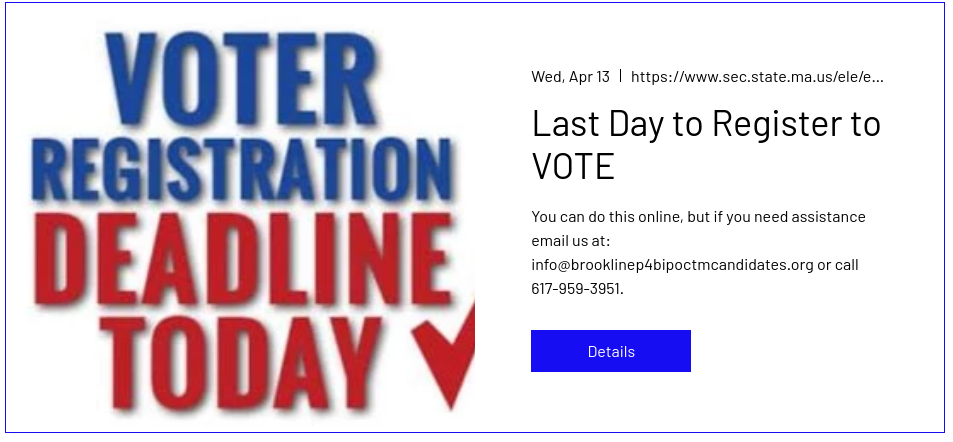 VOTER
REGISTRATION
DEADLINE
TODAY
Wed, Apr 13 | https://www.sec.state.ma.us/ele/e...
Last Day to Register to
VOTE
You can do this online, but if you need assistance
email us at:
info@brooklinep4bipoctmcandidates.org or call
617-959-3951.
Details